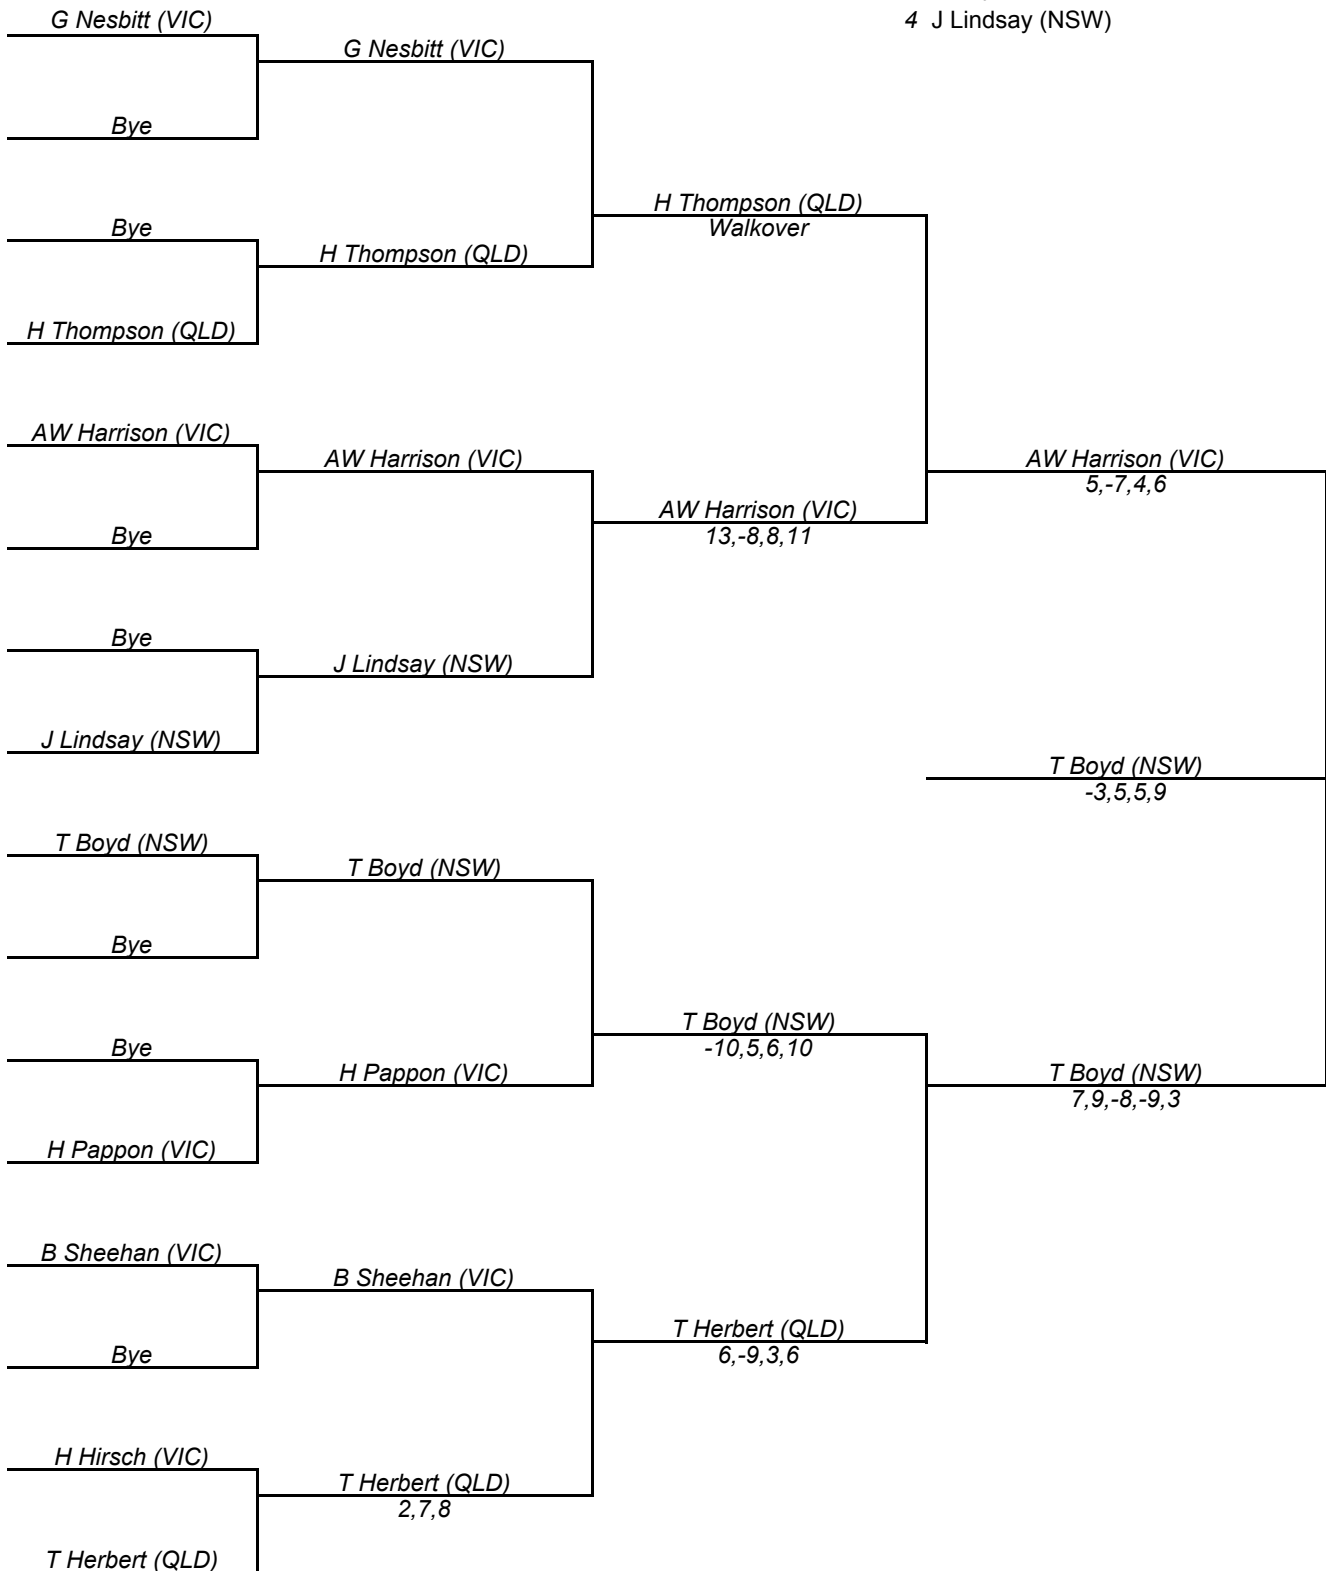 4 J Lindsay (NSW)
G Nesbitt (VIC)
G Nesbitt (VIC)
Bye
H Thompson (QLD)
Walkover
Bye
H Thompson (QLD)
H Thompson (QLD)
AW Harrison (VIC)
AW Harrison (VIC)
AW Harrison (VIC)
5,-7,4,6
AW Harrison (VIC)
13,-8,8,11
Bye
Bye
J Lindsay (NSW)
J Lindsay (NSW)
T Boyd (NSW)
-3,5,5,9
T Boyd (NSW)
T Boyd (NSW)
Bye
T Boyd (NSW)
-10,5,6,10
Bye
H Pappon (VIC)
T Boyd (NSW)
7,9,-8,-9,3
H Pappon (VIC)
B Sheehan (VIC)
B Sheehan (VIC)
T Herbert (QLD)
6,-9,3,6
Bye
H Hirsch (VIC)
T Herbert (QLD)
2,7,8
T Herbert (QLD)